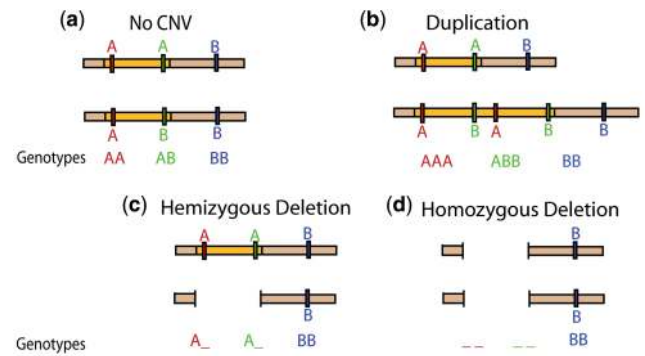 (a) No CNV
A A B
A B B
Genotypes AA AB BB
(b) Duplication
A A B
A B A B B
AAA ABB BB
(c) Hemizygous Deletion
A A B
B
Genotypes A_ A_ BB
(d) Homozygous Deletion
B
B
_ _ _ _ BB